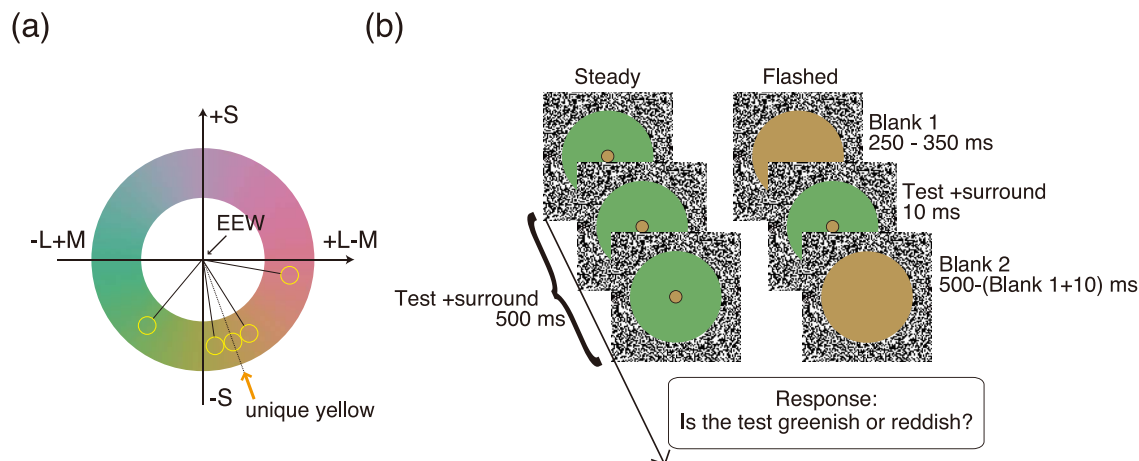 (a)
+S
EEW
-L+M
+L-M
-S
unique yellow
(b)
Steady
Flashed
Blank 1
250 - 350 ms
Test +surround
10 ms
Blank 2
500-(Blank 1+10) ms
Test +surround
500 ms
Response:
Is the test greenish or reddish?